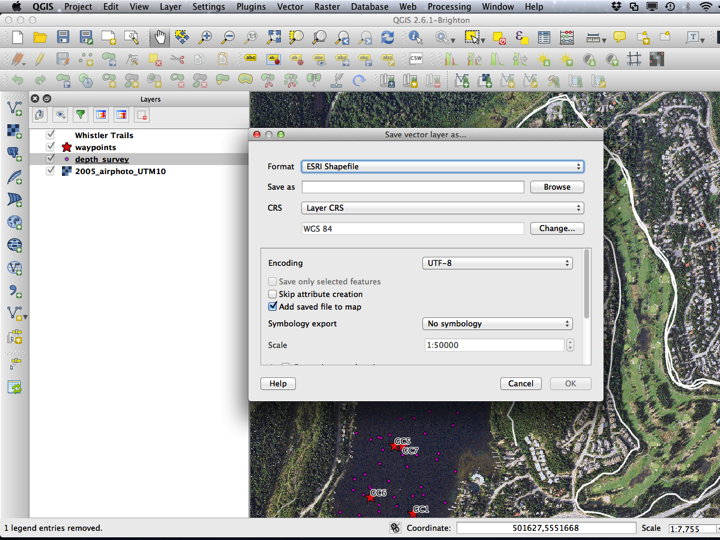 QGIS Project Edit View Layer Settings Plugins Vector Raster Database Web Processing Window Help
QGIS 2.6.1-Brighton
CSW
Layers
Whistler Trails
waypoints
depth_survey
2005_airphoto_UTM10
Save vector layer as...
Format ESRI Shapefile
Save as Browse
CRS Layer CRS
WGS 84 Change...
Encoding UTF-8
Save only selected features
Skip attribute creation
Add saved file to map
Symbology export No symbology
Scale 1:50000
Help Cancel OK
GC5
GC7
GC6
GC1
1 legend entries removed. Coordinate: 501627,5551668 Scale 1:7,755